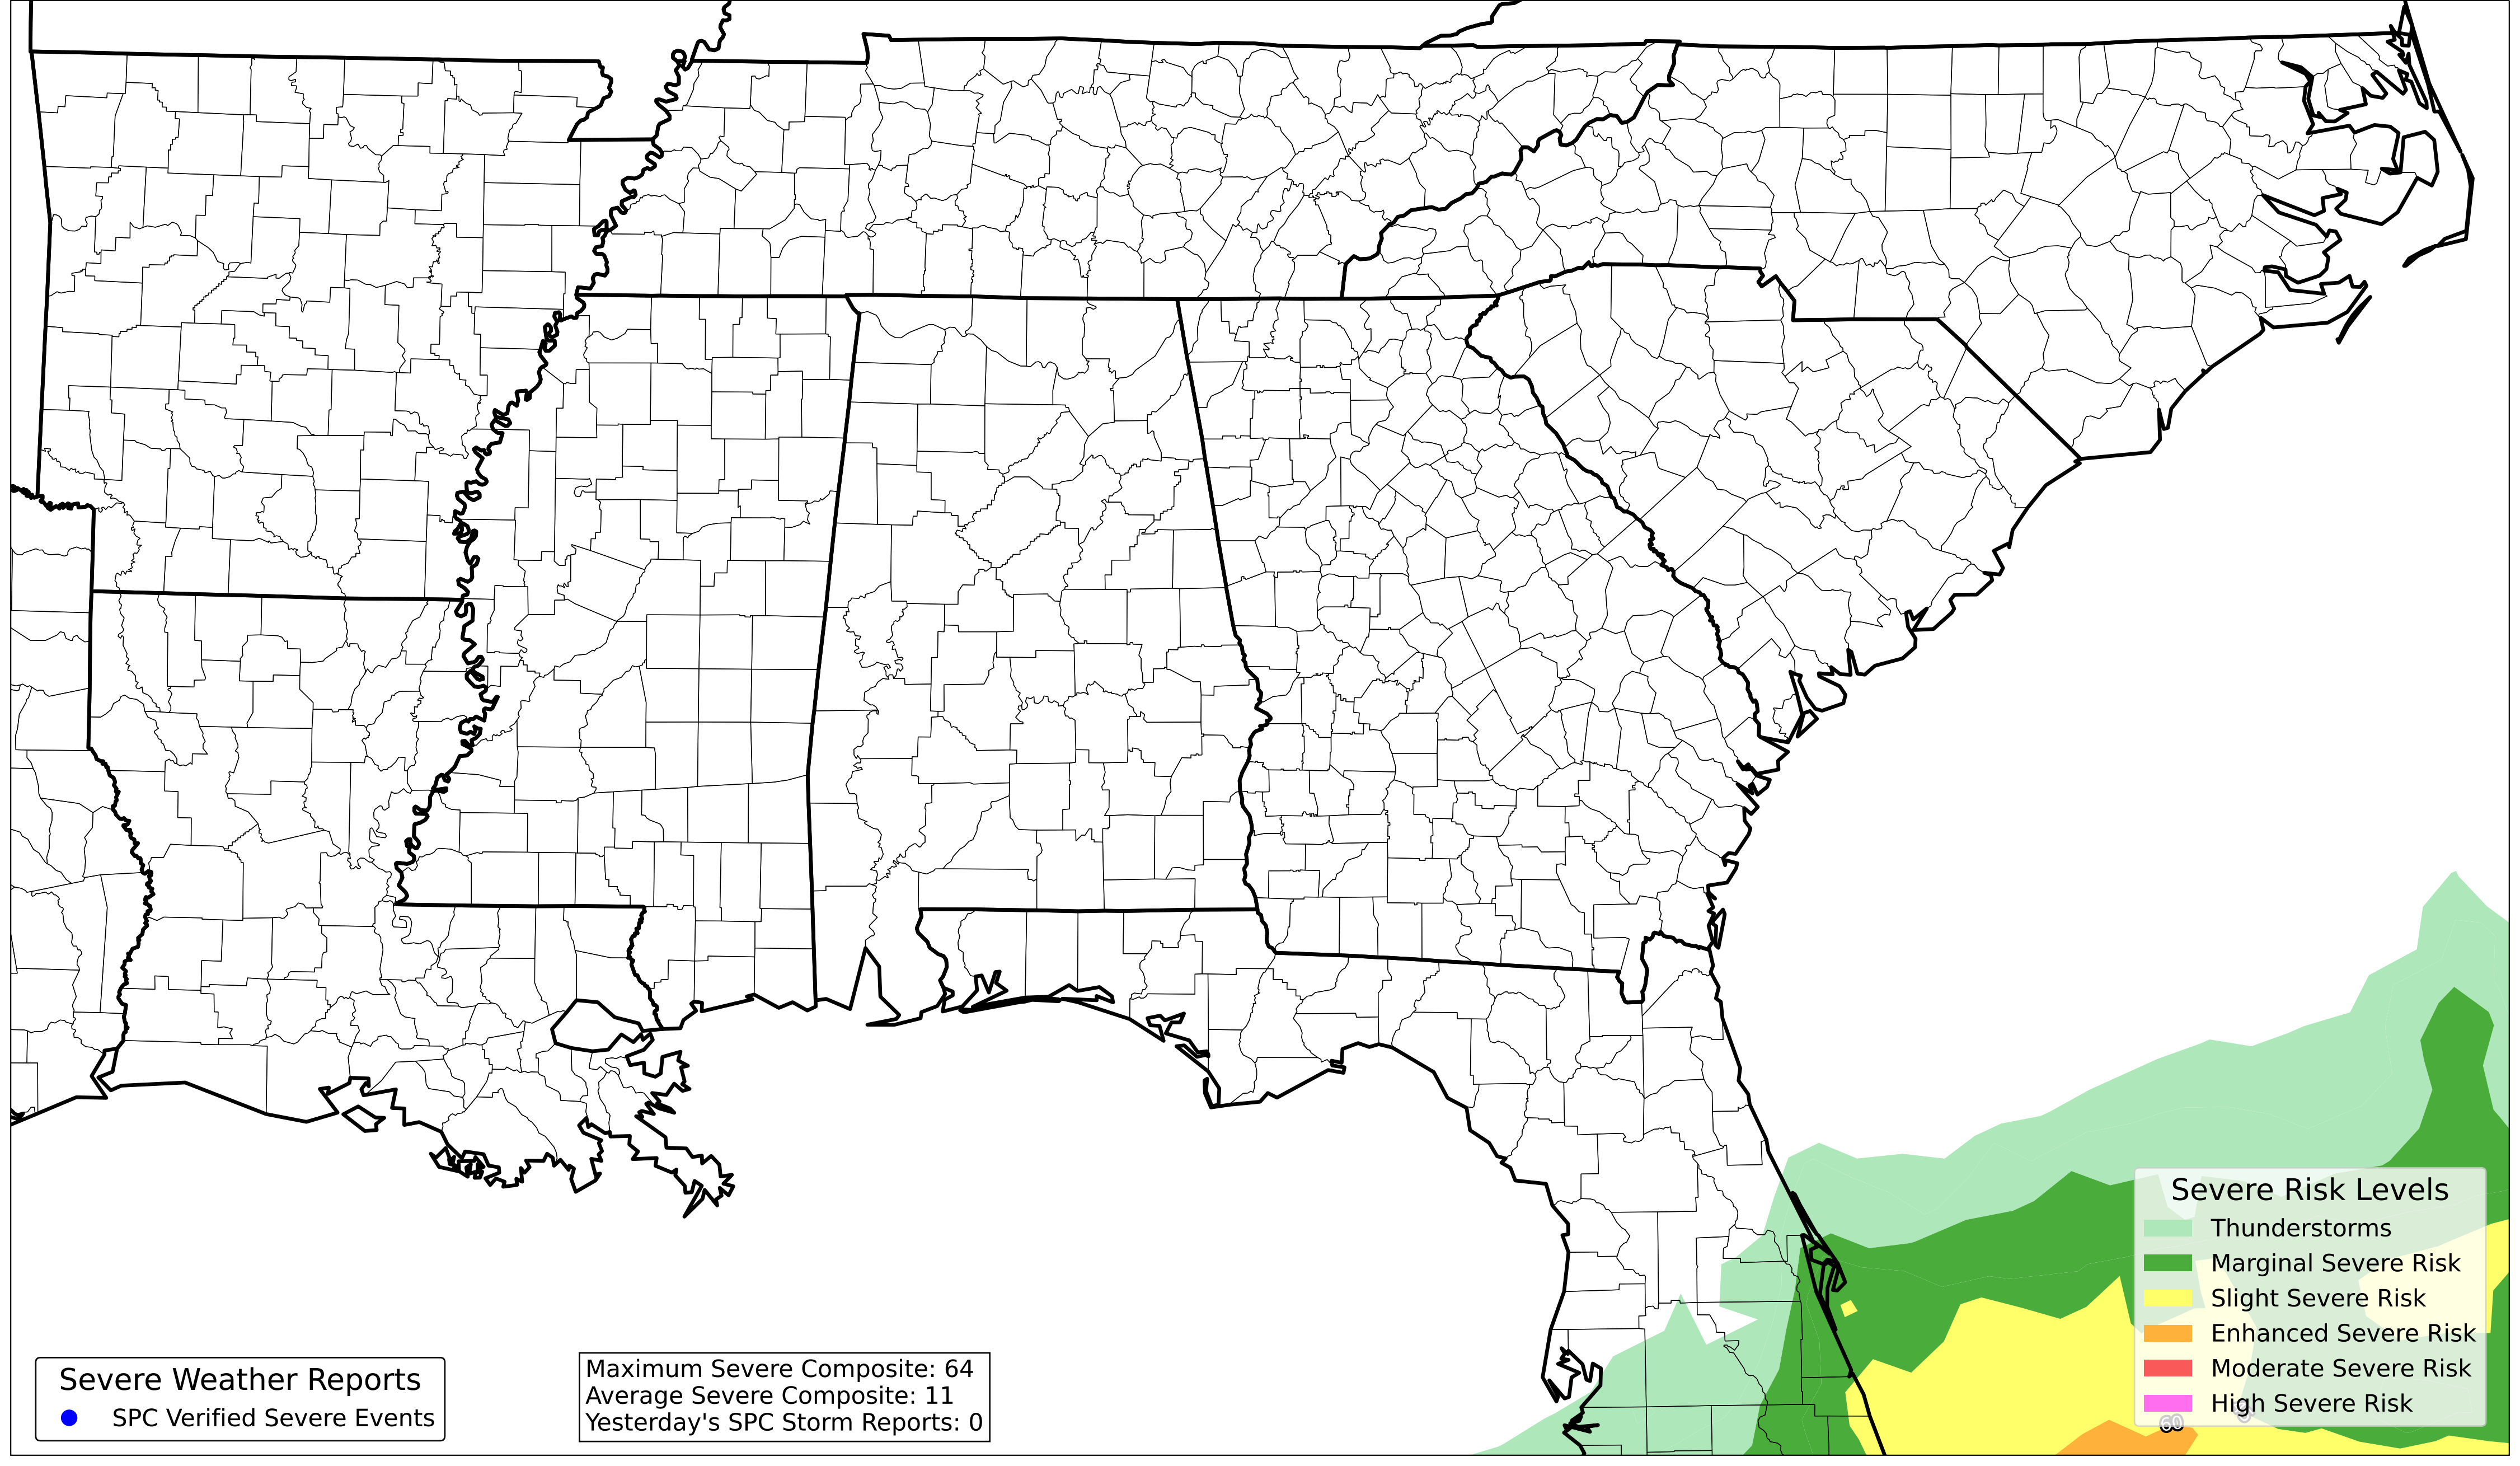 Severe Risk Levels
Thunderstorms
Marginal Severe Risk
Slight Severe Risk
Enhanced Severe Risk
Moderate Severe Risk
High Severe Risk
60
Severe Weather Reports
SPC Verified Severe Events
Maximum Severe Composite: 64
Average Severe Composite: 11
Yesterday's SPC Storm Reports: 0